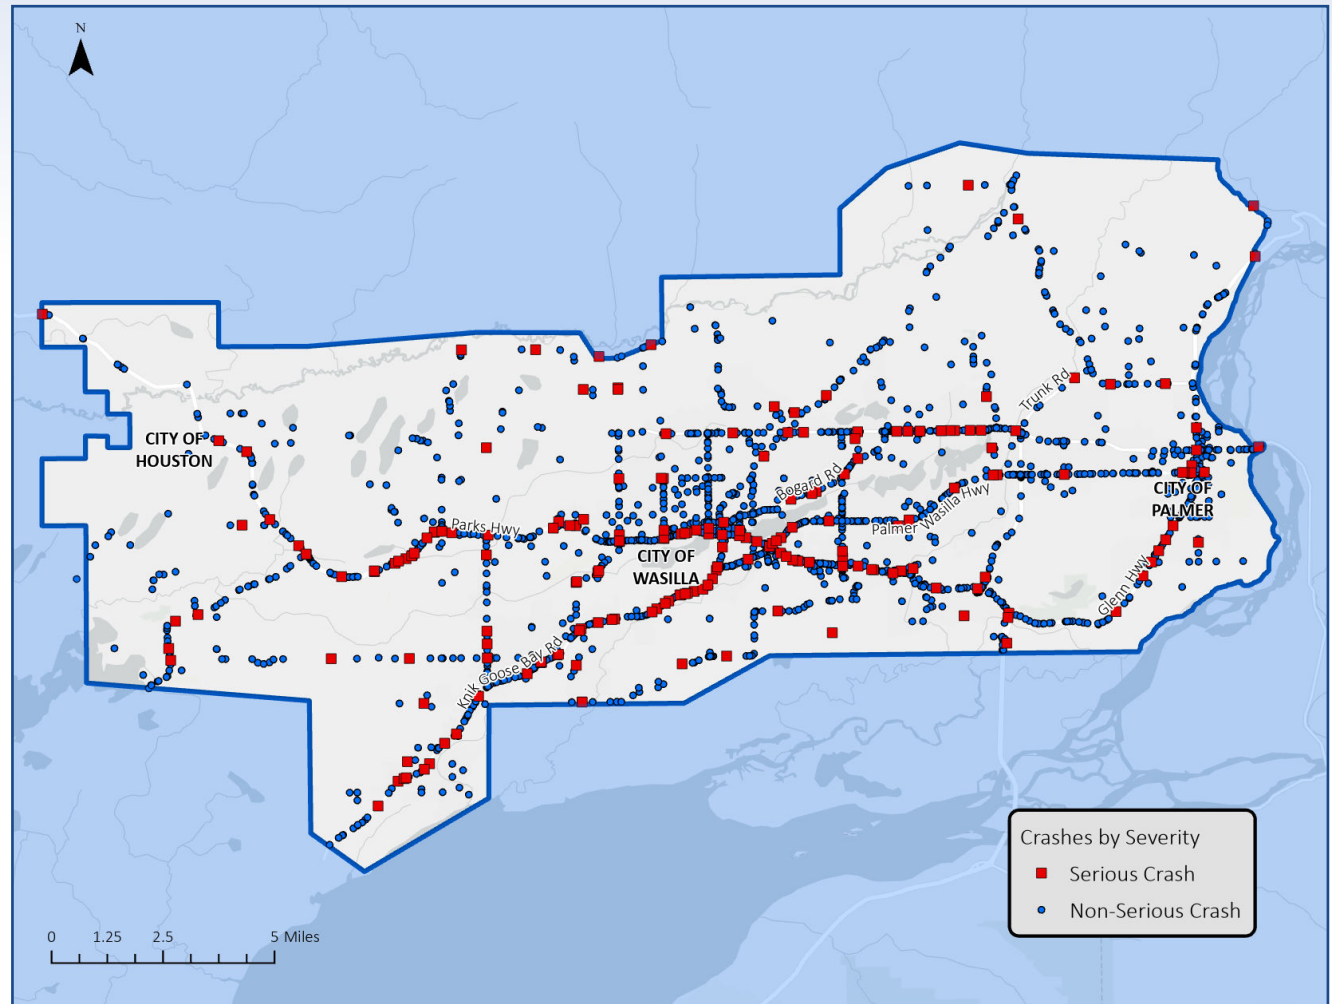 N
CITY OF
HOUSTON
Parks Hwy
CITY OF
WASILLA
Knik Goose Bay Rd
Bogard Rd
Palmer Wasilla Hwy
Trunk Rd
CITY OF
PALMER
Glenn Hwy
Crashes by Severity
Serious Crash
Non-Serious Crash
0 1.25 2.5 5 Miles